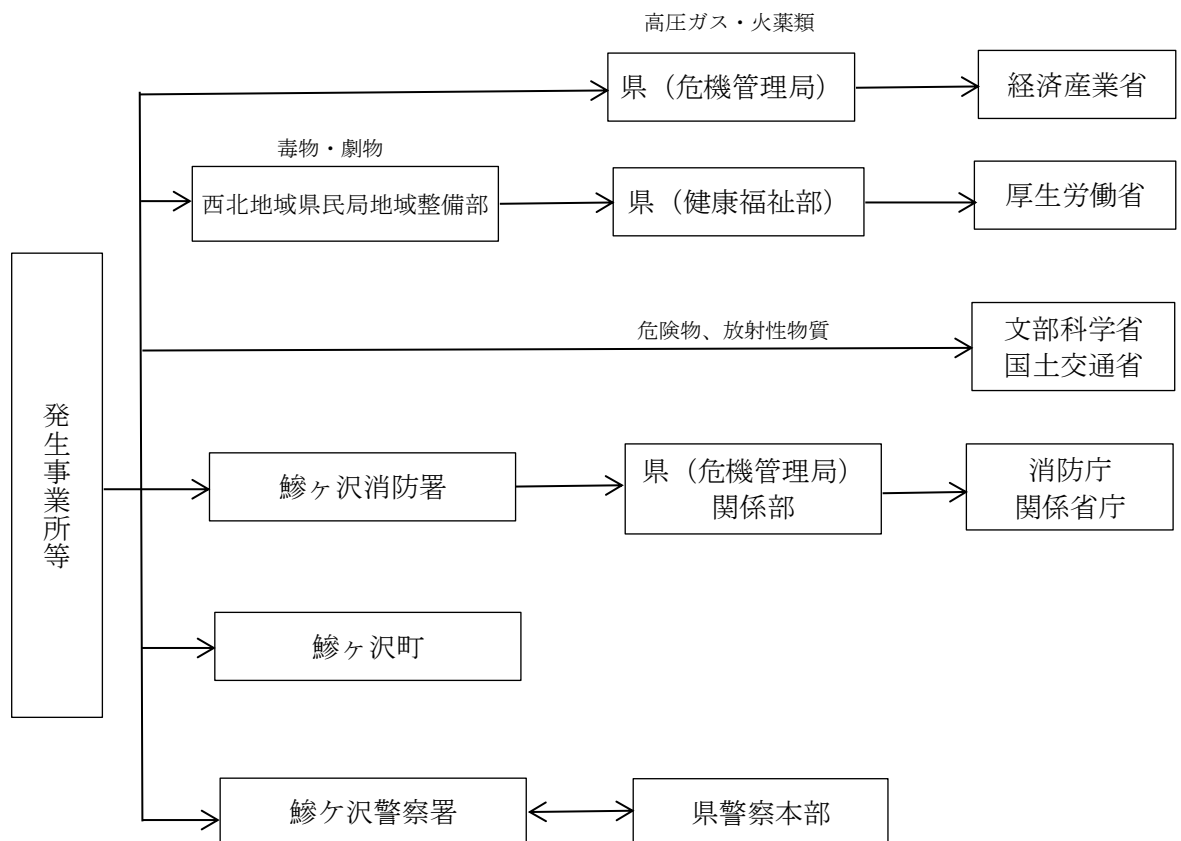 高圧ガス・火薬類
県（危機管理局）
経済産業省
毒物・劇物
西北地域県民局地域整備部
県（健康福祉部）
厚生労働省
危険物、放射性物質
文部科学省
国土交通省
発生事業所等
鰺ヶ沢消防署
県（危機管理局）
関係部
消防庁
関係省庁
鰺ヶ沢町
鰺ケ沢警察署
県警察本部